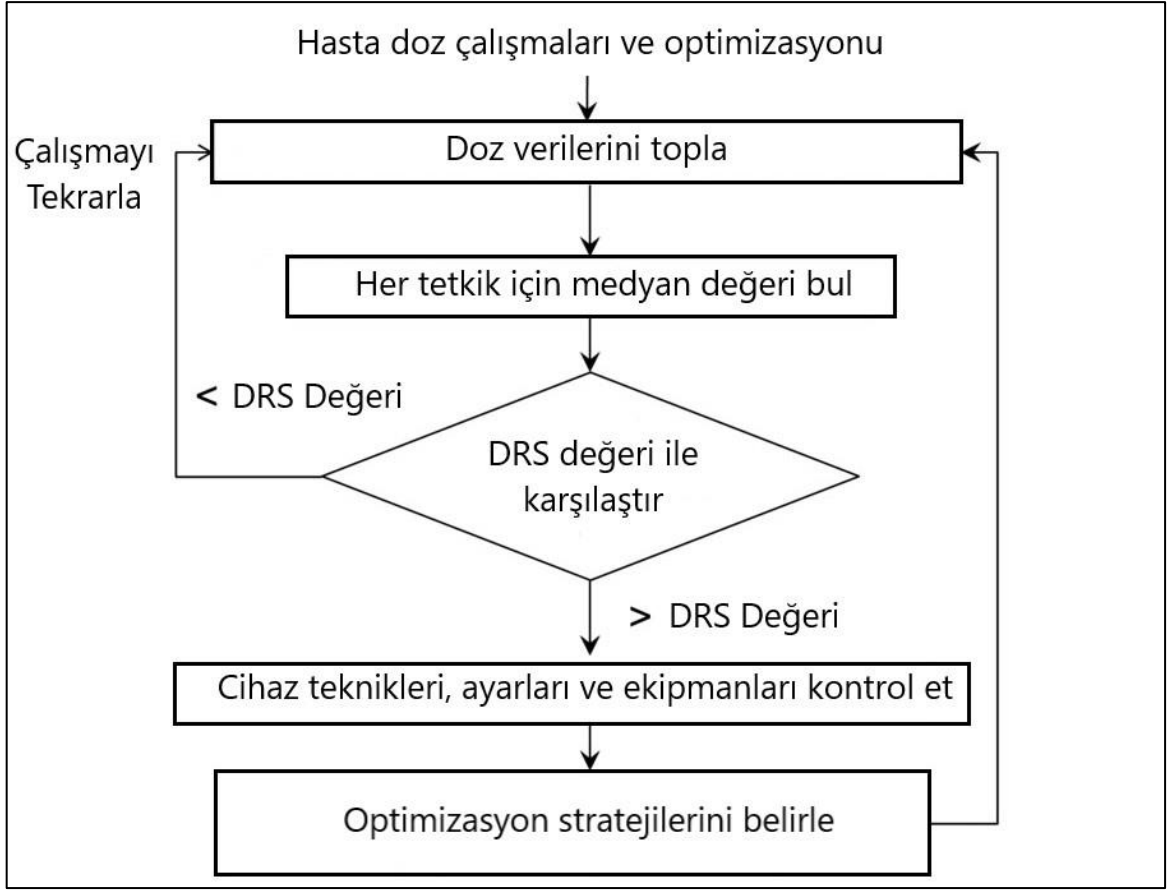 Hasta doz çalışmaları ve optimizasyonu
Çalışmayı
Tekrarla
Doz verilerini topla
Her tetkik için medyan değeri bul
< DRS Değeri
DRS değeri ile
karşılaştır
> DRS Değeri
Cihaz teknikleri, ayarları ve ekipmanları kontrol et
Optimizasyon stratejilerini belirle